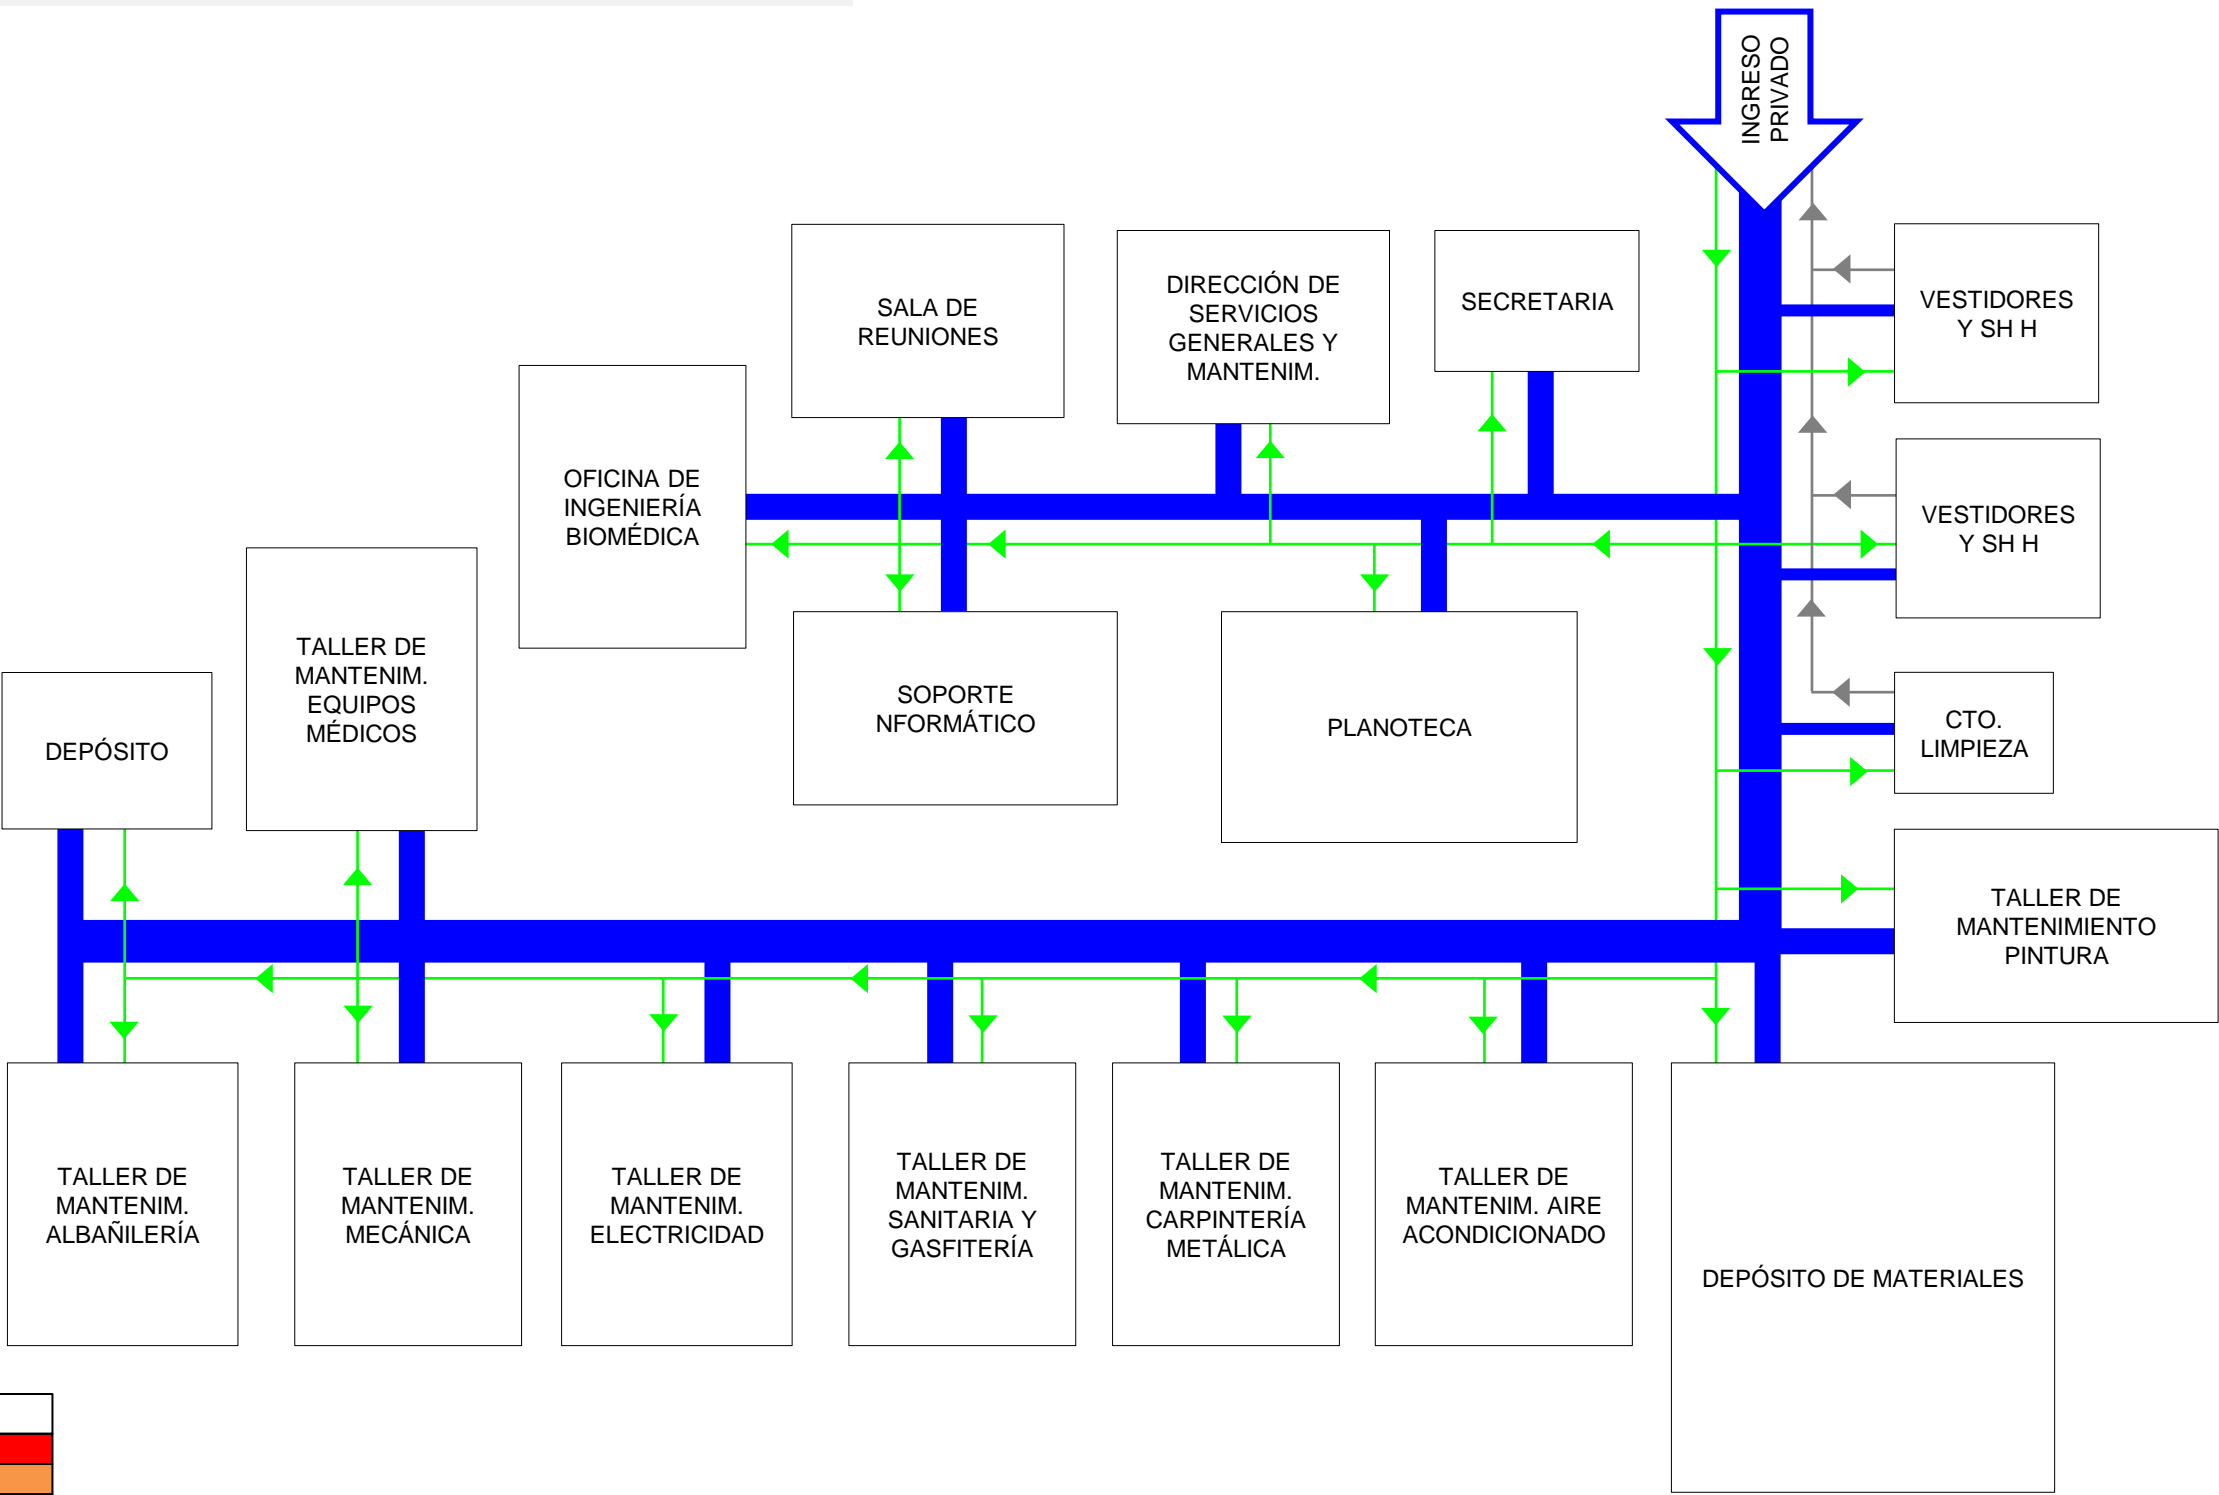 INGRESO
PRIVADO
SALA DE
REUNIONES
DIRECCIÓN DE
SERVICIOS
GENERALES Y
MANTENIM.
SECRETARIA
VESTIDORES
Y SH H
OFICINA DE
INGENIERÍA
BIOMÉDICA
VESTIDORES
Y SH H
TALLER DE
MANTENIM.
EQUIPOS
MÉDICOS
DEPÓSITO
SOPORTE
NFORMÁTICO
PLANOTECA
CTO.
LIMPIEZA
TALLER DE
MANTENIMIENTO
PINTURA
TALLER DE
MANTENIM.
ALBAÑILERÍA
TALLER DE
MANTENIM.
MECÁNICA
TALLER DE
MANTENIM.
ELECTRICIDAD
TALLER DE
MANTENIM.
SANITARIA Y
GASFITERÍA
TALLER DE
MANTENIM.
CARPINTERÍA
METÁLICA
TALLER DE
MANTENIM. AIRE
ACONDICIONADO
DEPÓSITO DE MATERIALES